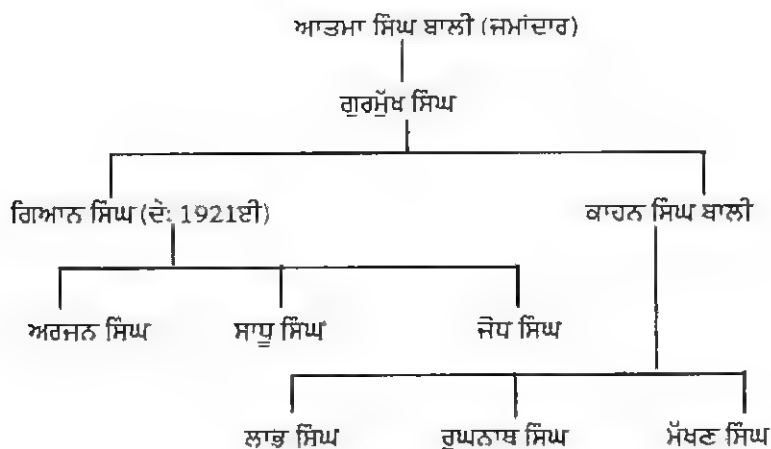 ਆਤਮਾ ਸਿੰਘ ਬਾਲੀ (ਜਮਾਂਦਾਰ)
ਗੁਰਮੁੱਖ ਸਿੰਘ
ਗਿਆਨ ਸਿੰਘ (ਦੇ: 1921ਈ) ਕਾਹਨ ਸਿੰਘ ਬਾਲੀ
ਅਰਜਨ ਸਿੰਘ ਸਾਧੂ ਸਿੰਘ ਜੋਧ ਸਿੰਘ
ਲਾਭ ਸਿੰਘ ਰੁਘਨਾਥ ਸਿੰਘ ਮੱਖਣ ਸਿੰਘ